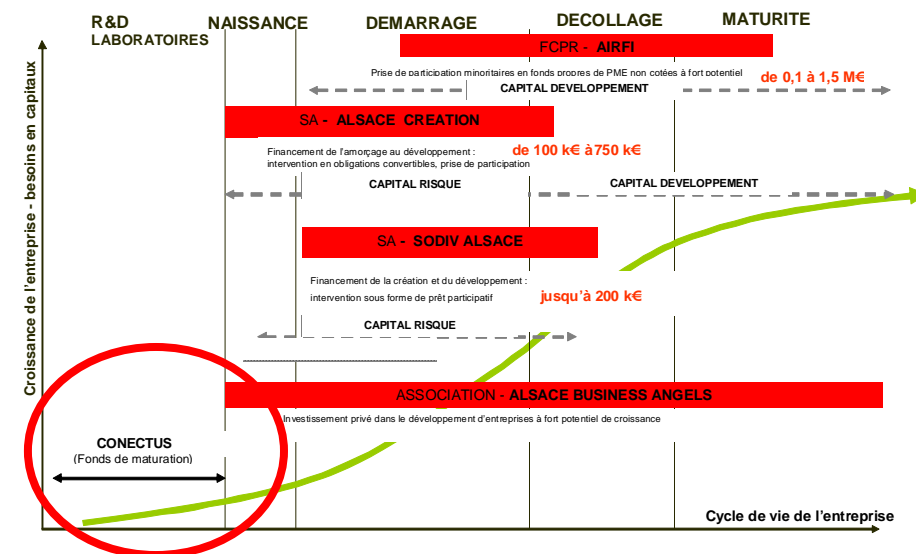 R&D
LABORATOIRES
NAISSANCE
DEMARRAGE
DECOLLAGE
MATURITE
FCPR - AIRFI
Prise de participation minoritaires en fonds propres de PME non cotées à fort potentiel
de 0,1 à 1,5 M€
CAPITAL DEVELOPPEMENT
SA - ALSACE CREATION
Financement de l'amorçage au développement :
intervention en obligations convertibles, prise de participation
de 100 k€ à 750 k€
CAPITAL RISQUE
CAPITAL DEVELOPPEMENT
SA - SODIV ALSACE
Financement de la création et du développement :
intervention sous forme de prêt participatif
jusqu'à 200 k€
CAPITAL RISQUE
ASSOCIATION - ALSACE BUSINESS ANGELS
Investissement privé dans le développement d'entreprises à fort potentiel de croissance
CONECTUS
(Fonds de maturation)
Croissance de l'entreprise - besoins en capitaux
Cycle de vie de l'entreprise